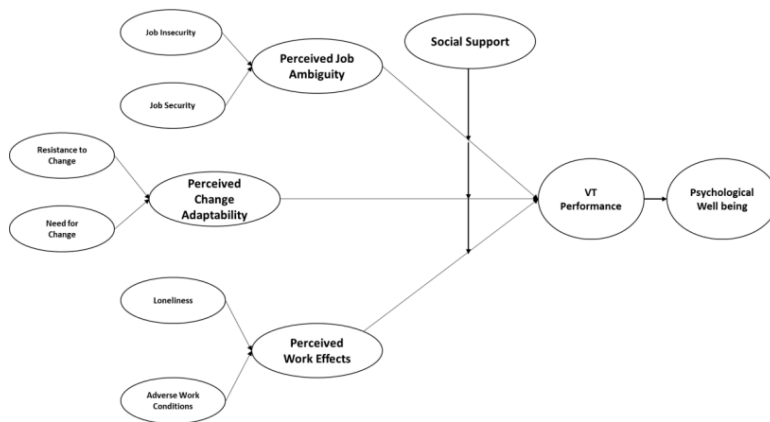 Job Insecurity
Social Support
Perceived Job
Ambiguity
Job Security
Resistance to
Change
Perceived
Change
Adaptability
VT
Performance
Psychological
Well being
Need for
Change
Loneliness
Perceived
Work Effects
Adverse Work
Conditions